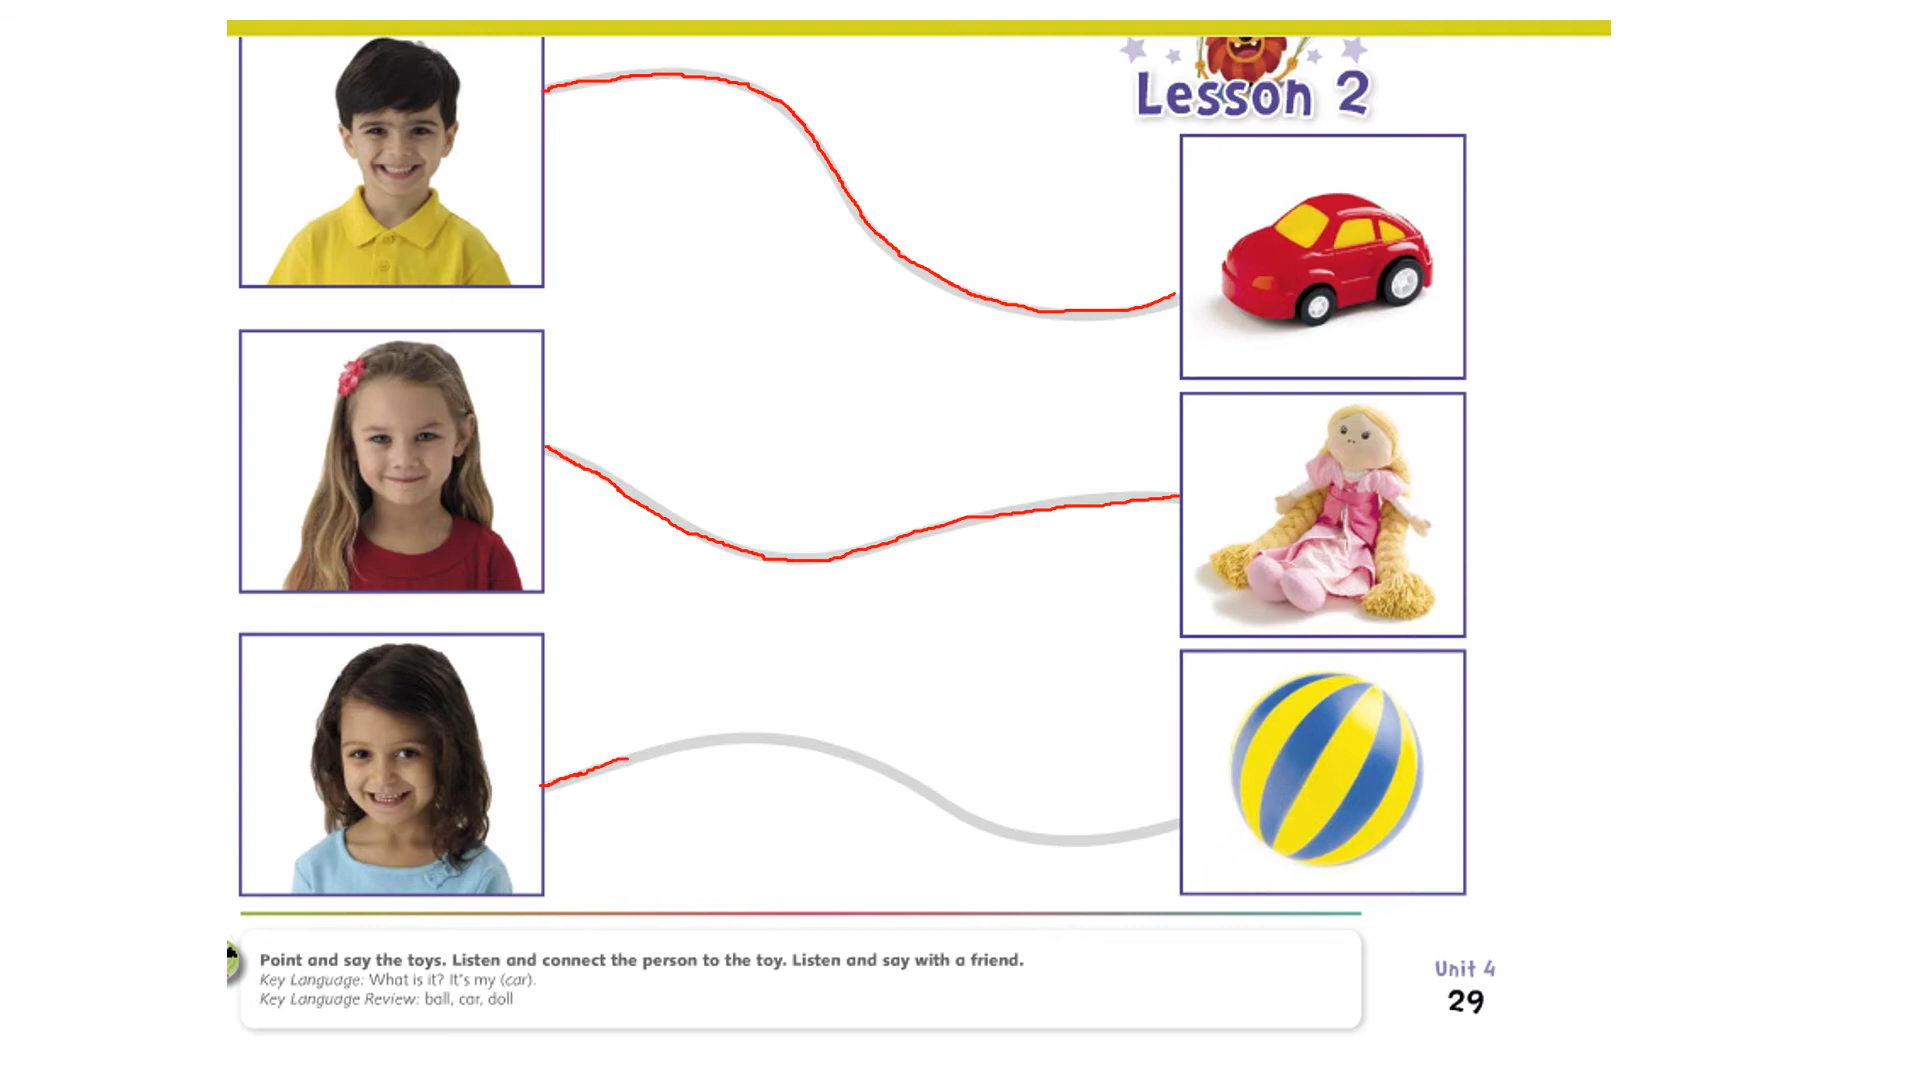 Lesson 2
Point and say the toys. Listen and connect the person to the toy. Listen and say with a friend.
Key Language: What is it? It's my (car).
Key Language Review: ball, car, doll
Unit 4
29